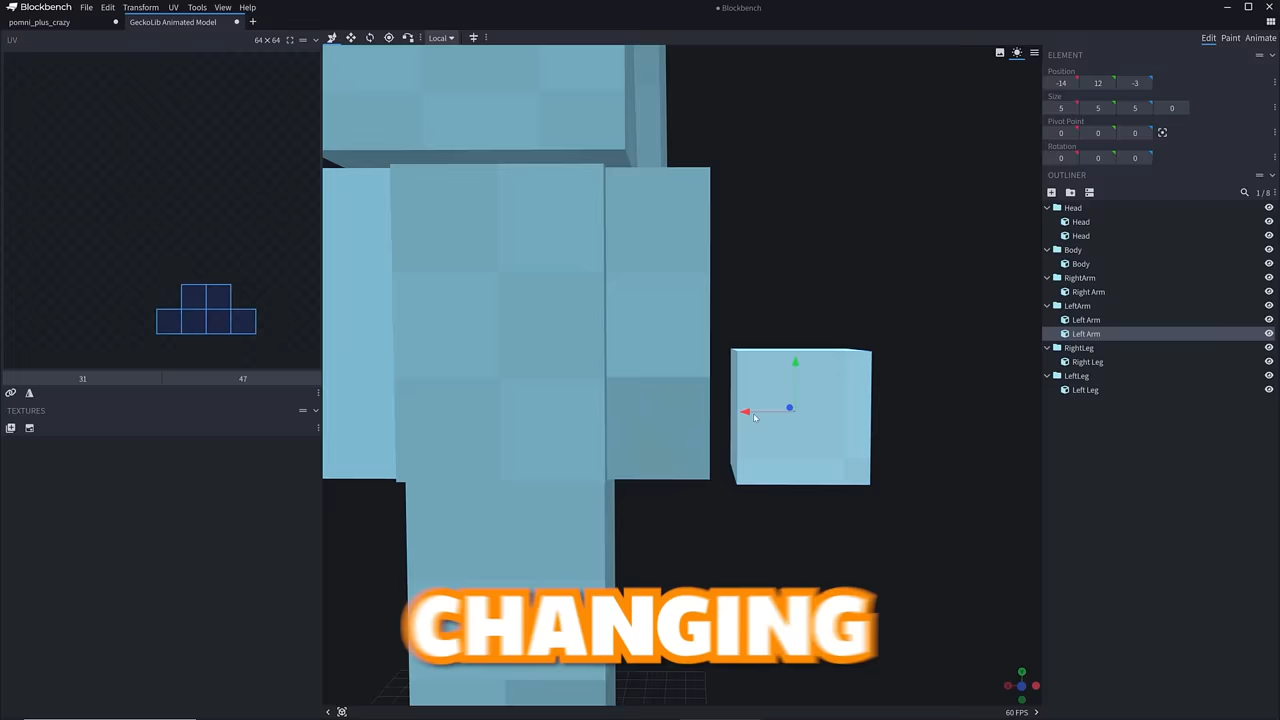 Blockbench
File
Edit
Transform
UV
Tools
View
Help
Blockbench
pomni_plus_crazy
GeckoLib Animated Model
UV
64 × 64
Local
Edit
Paint
Animate
ELEMENT
Position
-14
12
-3
Size
5
5
5
0
Pivot Point
0
0
0
Rotation
0
0
0
OUTLINER
1/8
Head
Head
Head
Body
Body
RightArm
Right Arm
LeftArm
Left Arm
Left Arm
RightLeg
Right Leg
LeftLeg
Left Leg
31
47
TEXTURES
CHANGING
60 FPS